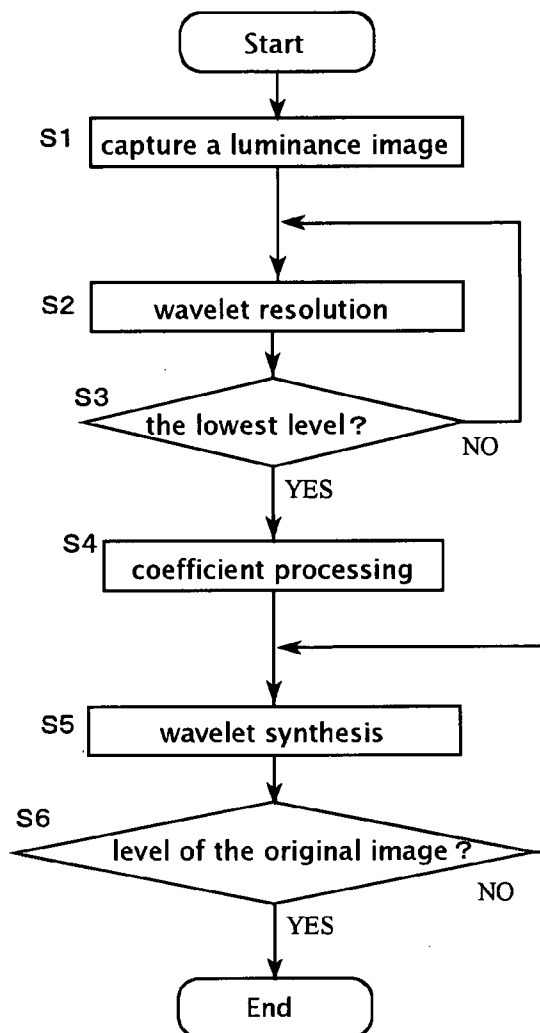 Start
S1
capture a luminance image
S2
wavelet resolution
S3
the lowest level?
NO
YES
S4
coefficient processing
S5
wavelet synthesis
S6
level of the original image?
NO
YES
End